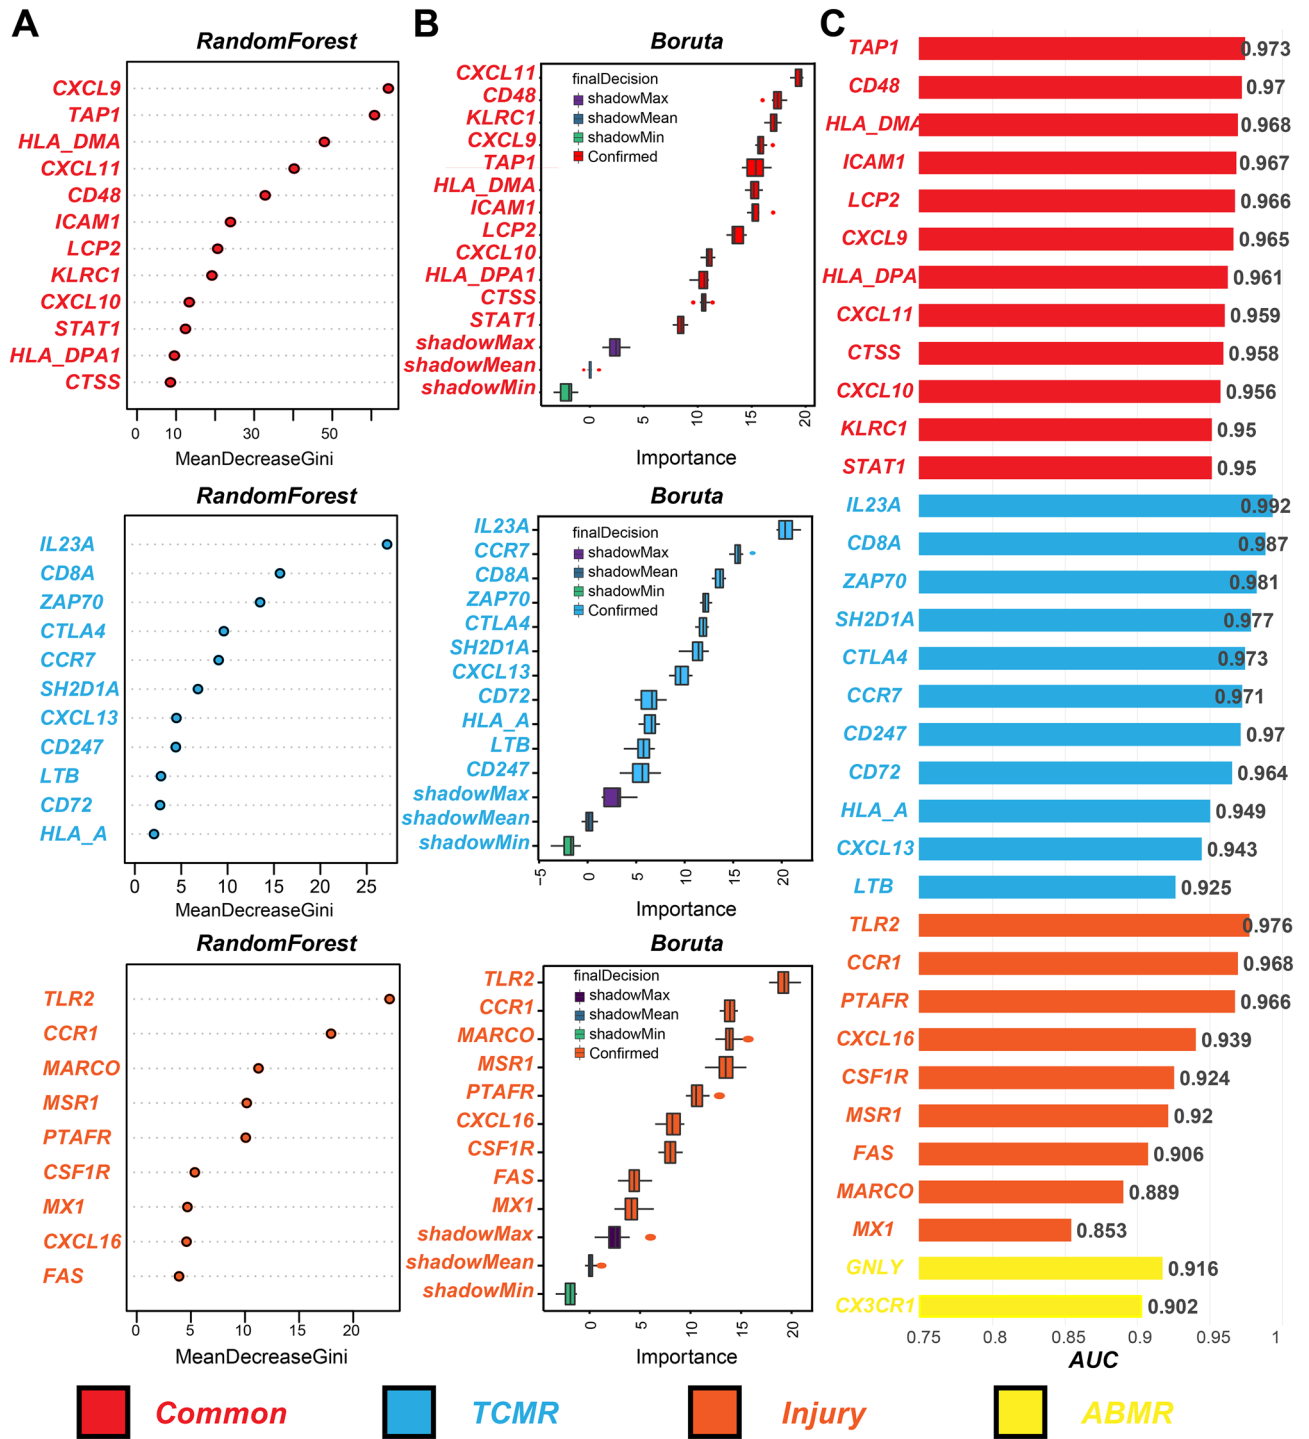 A
RandomForest
CXCL9
TAP1
HLA_DMA
CXCL11
CD48
ICAM1
LCP2
KLRC1
CXCL10
STAT1
HLA_DPA1
CTSS
0 10 30 50
MeanDecreaseGini
RandomForest
IL23A
CD8A
ZAP70
CTLA4
CCR7
SH2D1A
CXCL13
CD247
LTB
CD72
HLA_A
0 5 10 15 20 25
MeanDecreaseGini
RandomForest
TLR2
CCR1
MARCO
MSR1
PTAFR
CSF1R
MX1
CXCL16
FAS
0 5 10 15 20
MeanDecreaseGini
B
Boruta
finalDecision
shadowMax
shadowMean
shadowMin
Confirmed
CXCL11
CD48
KLRC1
CXCL9
TAP1
HLA_DMA
ICAM1
LCP2
CXCL10
HLA_DPA1
CTSS
STAT1
shadowMax
shadowMean
shadowMin
0 5 10 15 20
Importance
Boruta
finalDecision
shadowMax
shadowMean
shadowMin
Confirmed
IL23A
CCR7
CD8A
ZAP70
CTLA4
SH2D1A
CXCL13
CD72
HLA_A
LTB
CD247
shadowMax
shadowMean
shadowMin
-5 0 5 10 15 20
Importance
Boruta
finalDecision
shadowMax
shadowMean
shadowMin
Confirmed
TLR2
CCR1
MARCO
MSR1
PTAFR
CXCL16
CSF1R
FAS
MX1
shadowMax
shadowMean
shadowMin
0 5 10 15 20
Importance
C
TAP1 0.973
CD48 0.97
HLA_DMA 0.968
ICAM1 0.967
LCP2 0.966
CXCL9 0.965
HLA_DPA 0.961
CXCL11 0.959
CTSS 0.958
CXCL10 0.956
KLRC1 0.95
STAT1 0.95
IL23A 0.992
CD8A 0.987
ZAP70 0.981
SH2D1A 0.977
CTLA4 0.973
CCR7 0.971
CD247 0.97
CD72 0.964
HLA_A 0.949
CXCL13 0.943
LTB 0.925
TLR2 0.976
CCR1 0.968
PTAFR 0.966
CXCL16 0.939
CSF1R 0.924
MSR1 0.92
FAS 0.906
MARCO 0.889
MX1 0.853
GNLY 0.916
CX3CR1 0.902
0.75 0.8 0.85 0.9 0.95 1
AUC
Common TCMR Injury ABMR